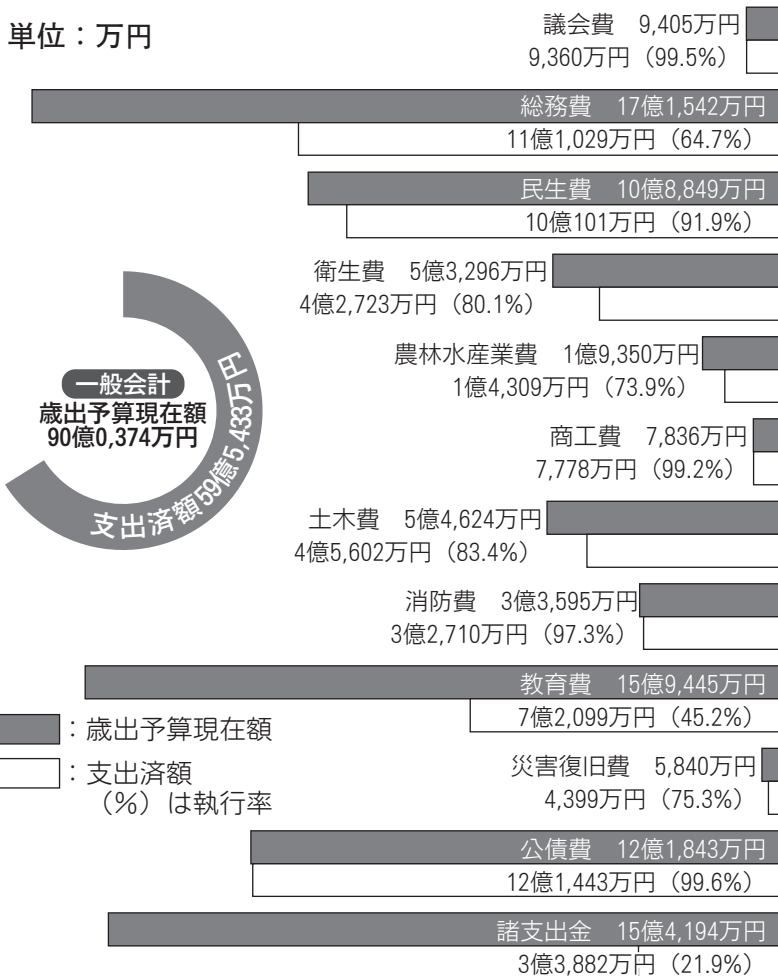 単位：万円
議会費　9,405万円
9,360万円（99.5%）
総務費　17億1,542万円
11億1,029万円（64.7%）
民生費　10億8,849万円
10億101万円（91.9%）
衛生費　5億3,296万円
4億2,723万円（80.1%）
農林水産業費　1億9,350万円
1億4,309万円（73.9%）
商工費　7,836万円
7,778万円（99.2%）
土木費　5億4,624万円
4億5,602万円（83.4%）
消防費　3億3,595万円
3億2,710万円（97.3%）
教育費　15億9,445万円
7億2,099万円（45.2%）
災害復旧費　5,840万円
4,399万円（75.3%）
公債費　12億1,843万円
12億1,443万円（99.6%）
諸支出金　15億4,194万円
3億3,882万円（21.9%）
一般会計
歳出予算現在額
90億0,374万円
支出済額59億5,433万円
：歳出予算現在額
：支出済額
（%）は執行率